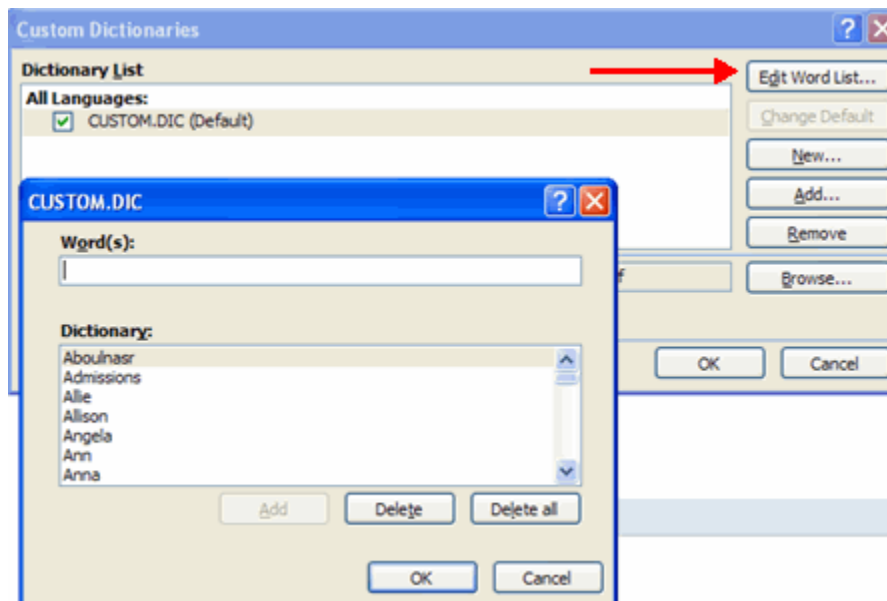 Custom Dictionaries
Dictionary List
Edit Word List...
All Languages:
CUSTOM.DIC (Default)
Change Default
New...
Add...
Remove
Browse...
OK Cancel
CUSTOM.DIC
Word(s):
Dictionary:
Aboulnasr
Admissions
Allie
Allison
Angela
Ann
Anna
Add Delete Delete all
OK Cancel